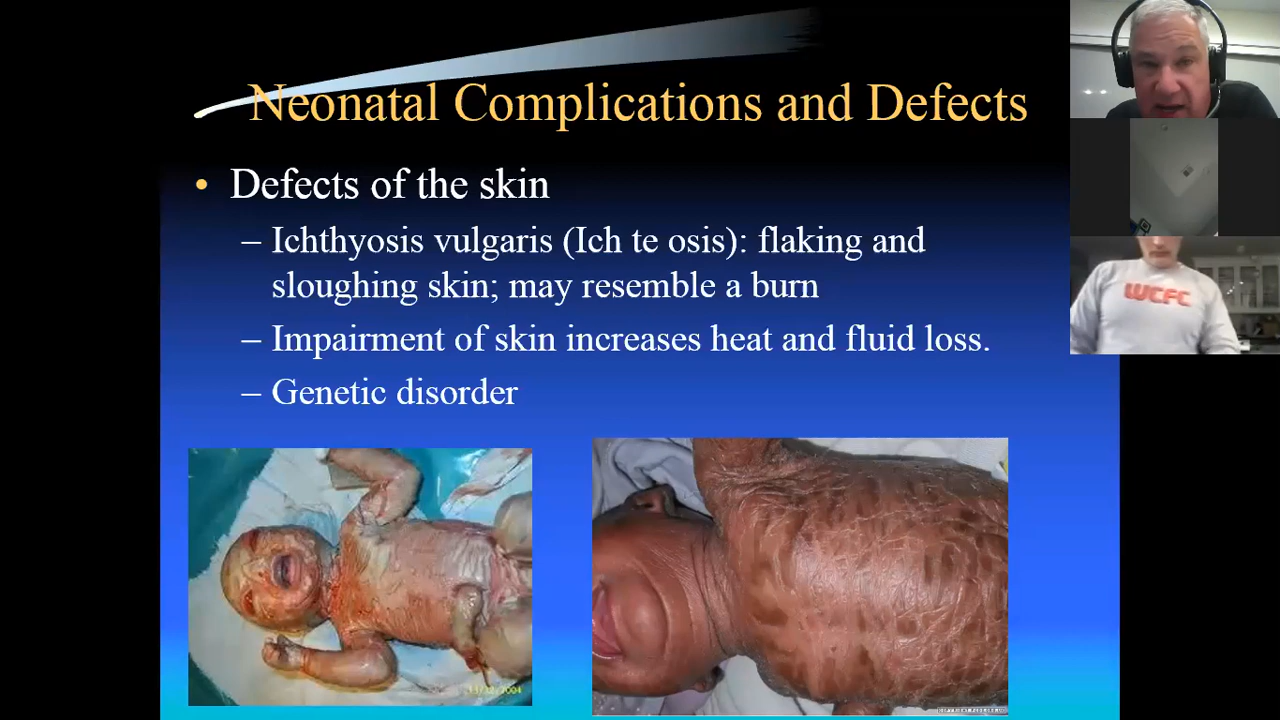 Neonatal Complications and Defects
• Defects of the skin
– Ichthyosis vulgaris (Ich te osis): flaking and
sloughing skin; may resemble a burn
– Impairment of skin increases heat and fluid loss.
– Genetic disorder
WCFC